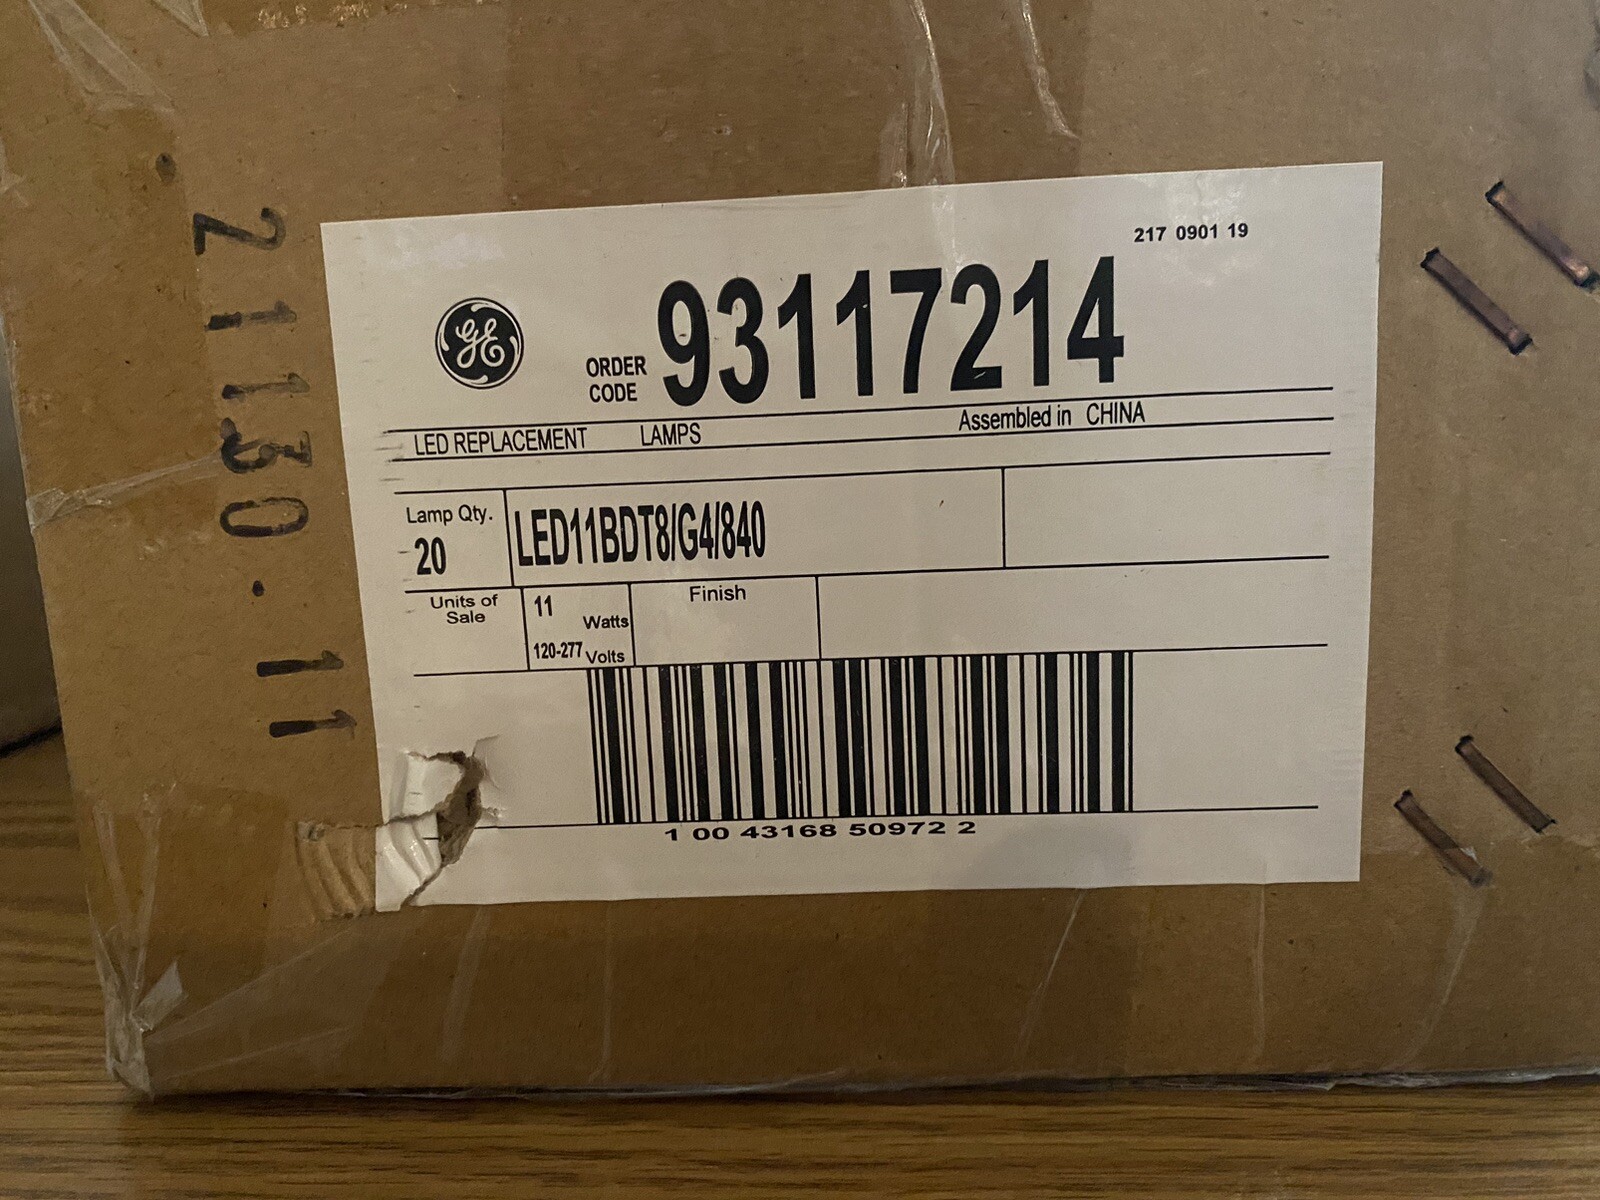 21130.11
217 0901 19
GE
ORDER CODE 93117214
LED REPLACEMENT LAMPS Assembled in CHINA
Lamp Qty. 20
LED11BDT8/G4/840
Units of Sale
11 Watts
120-277 Volts
Finish
1 00 43168 50972 2